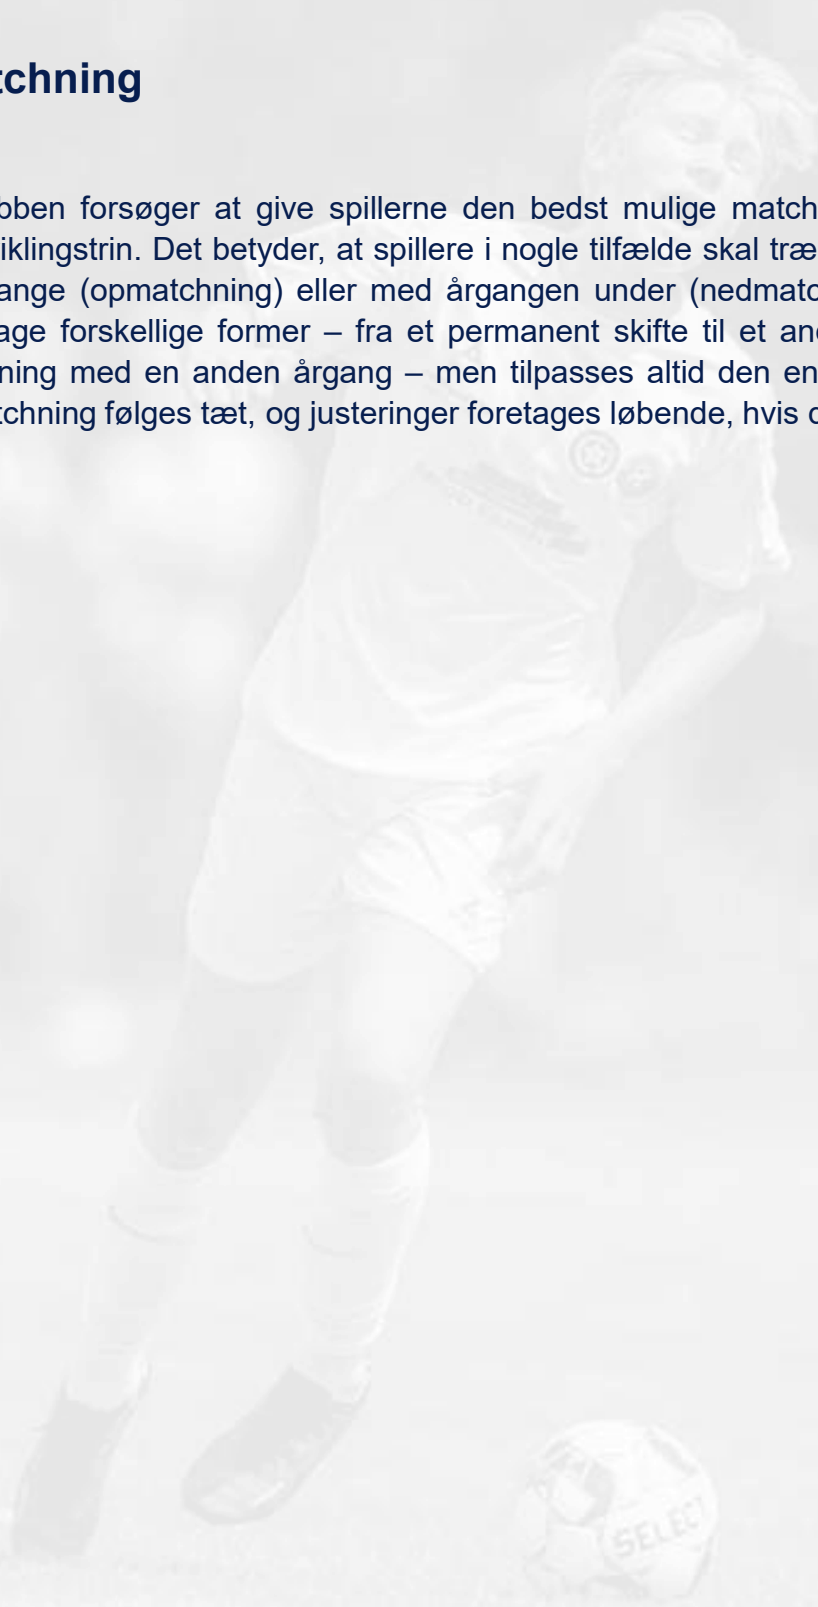 tchning
bben forsøger at give spillerne den bedst mulige match
iklingstrin. Det betyder, at spillere i nogle tilfælde skal træ
ange (opmatchning) eller med årgangen under (nedmatc
age forskellige former – fra et permanent skifte til et and
ning med en anden årgang – men tilpasses altid den en
tchning følges tæt, og justeringer foretages løbende, hvis d
SELECT